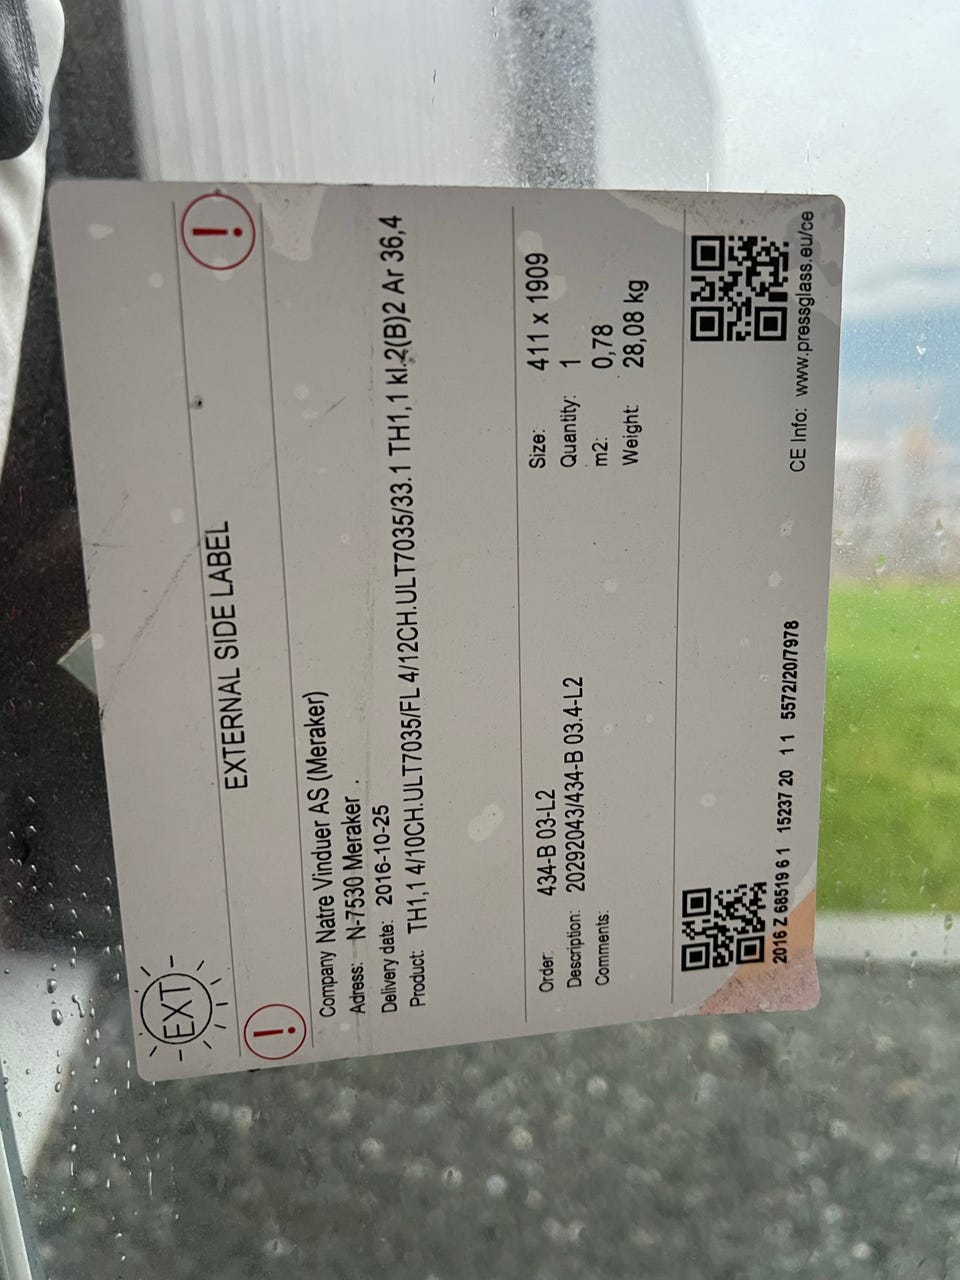 EXT
EXTERNAL SIDE LABEL
!
!
Company Natre Vinduer AS (Meraker)
Adress: N-7530 Meraker .
Delivery date: 2016-10-25
Product: TH1,1 4/10CH.ULT7035/FL 4/12CH.ULT7035/33.1 TH1,1 kl.2(B)2 Ar 36,4
Order: 434-B 03-L2
Description: 20292043/434-B 03.4-L2
Comments:
Size: 411 x 1909
Quantity: 1
m2: 0,78
Weight: 28,08 kg
2016 Z 68519 6 1 15237 20 1 1 5572/20/7978
CE Info: www.pressglass.eu/ce